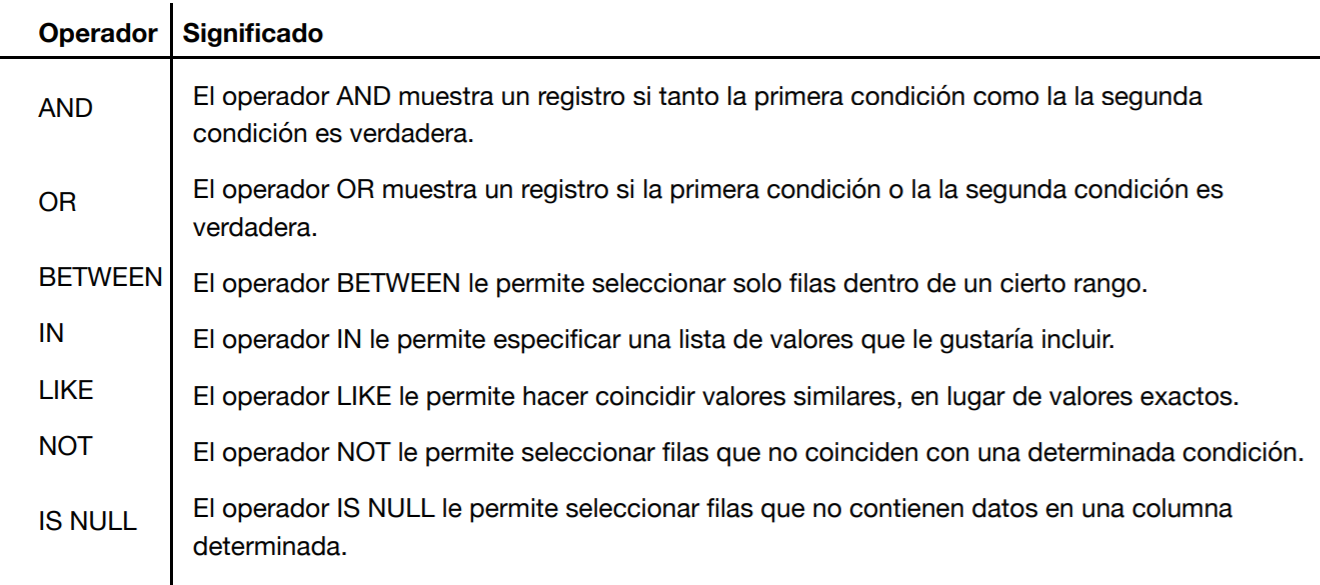 Operador Significado
AND
El operador AND muestra un registro si tanto la primera condición como la la segunda
condición es verdadera.
OR
El operador OR muestra un registro si la primera condición o la la segunda condición es
verdadera.
BETWEEN El operador BETWEEN le permite seleccionar solo filas dentro de un cierto rango.
IN El operador IN le permite especificar una lista de valores que le gustaría incluir.
LIKE El operador LIKE le permite hacer coincidir valores similares, en lugar de valores exactos.
NOT El operador NOT le permite seleccionar filas que no coinciden con una determinada condición.
IS NULL
El operador IS NULL le permite seleccionar filas que no contienen datos en una columna
determinada.